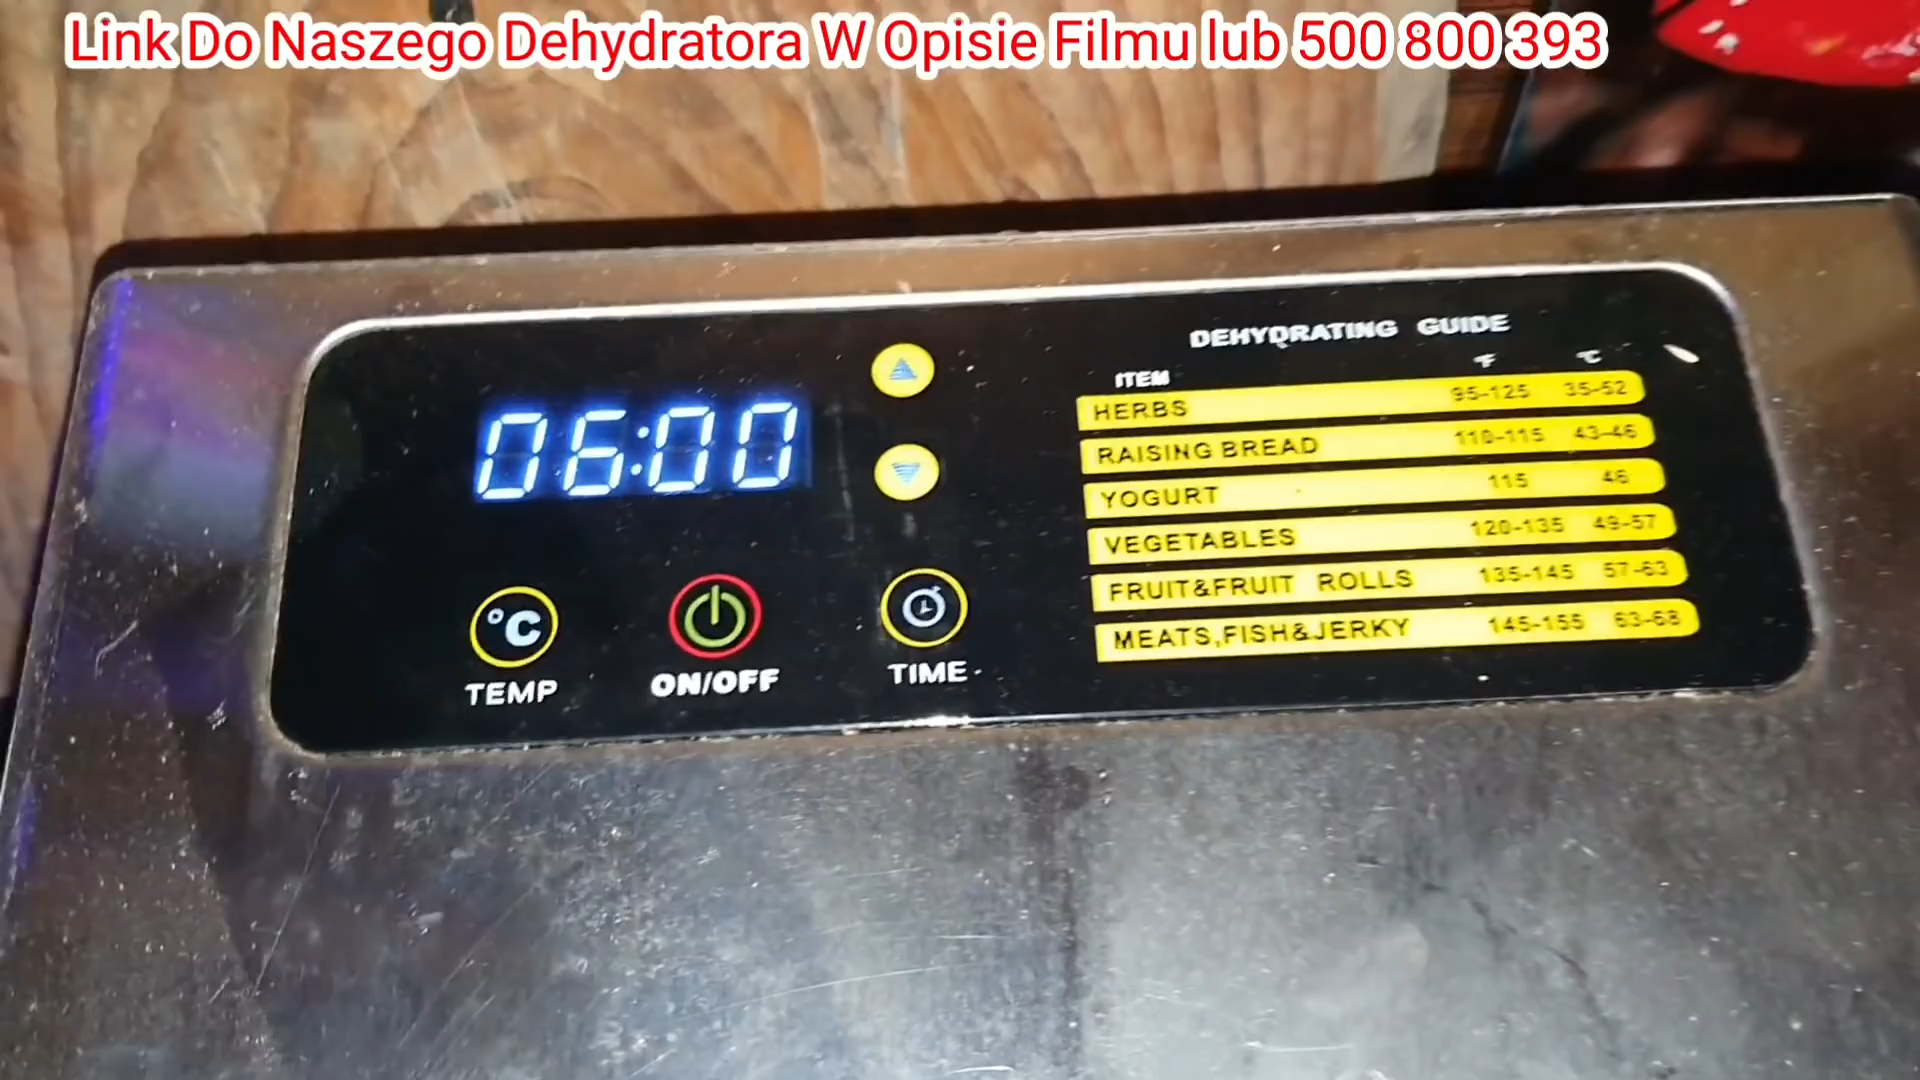 Link Do Naszego Dehydratora W Opisie Filmu lub 500 800 393
DEHYDRATING GUIDE
ITEM °F °C
HERBS 95-125 35-52
RAISING BREAD 110-115 43-46
YOGURT 115 46
VEGETABLES 120-135 49-57
FRUIT&FRUIT ROLLS 135-145 57-63
MEATS,FISH&JERKY 145-155 63-68
06:00
°C
TEMP
ON/OFF
TIME